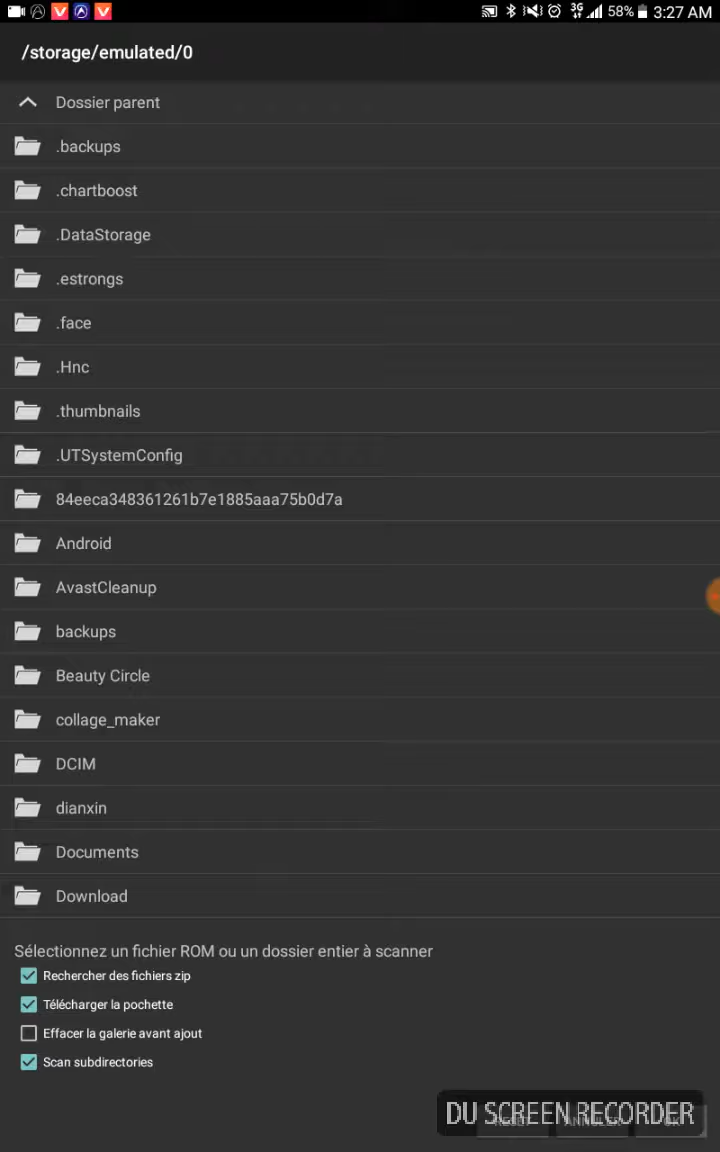 3G 58% 3:27 AM
/storage/emulated/0
Dossier parent
.backups
.chartboost
.DataStorage
.estrongs
.face
.Hnc
.thumbnails
.UTSystemConfig
84eeca348361261b7e1885aaa75b0d7a
Android
AvastCleanup
backups
Beauty Circle
collage_maker
DCIM
dianxin
Documents
Download
Sélectionnez un fichier ROM ou un dossier entier à scanner
Rechercher des fichiers zip
Télécharger la pochette
Effacer la galerie avant ajout
Scan subdirectories
DU SCREEN RECORDER